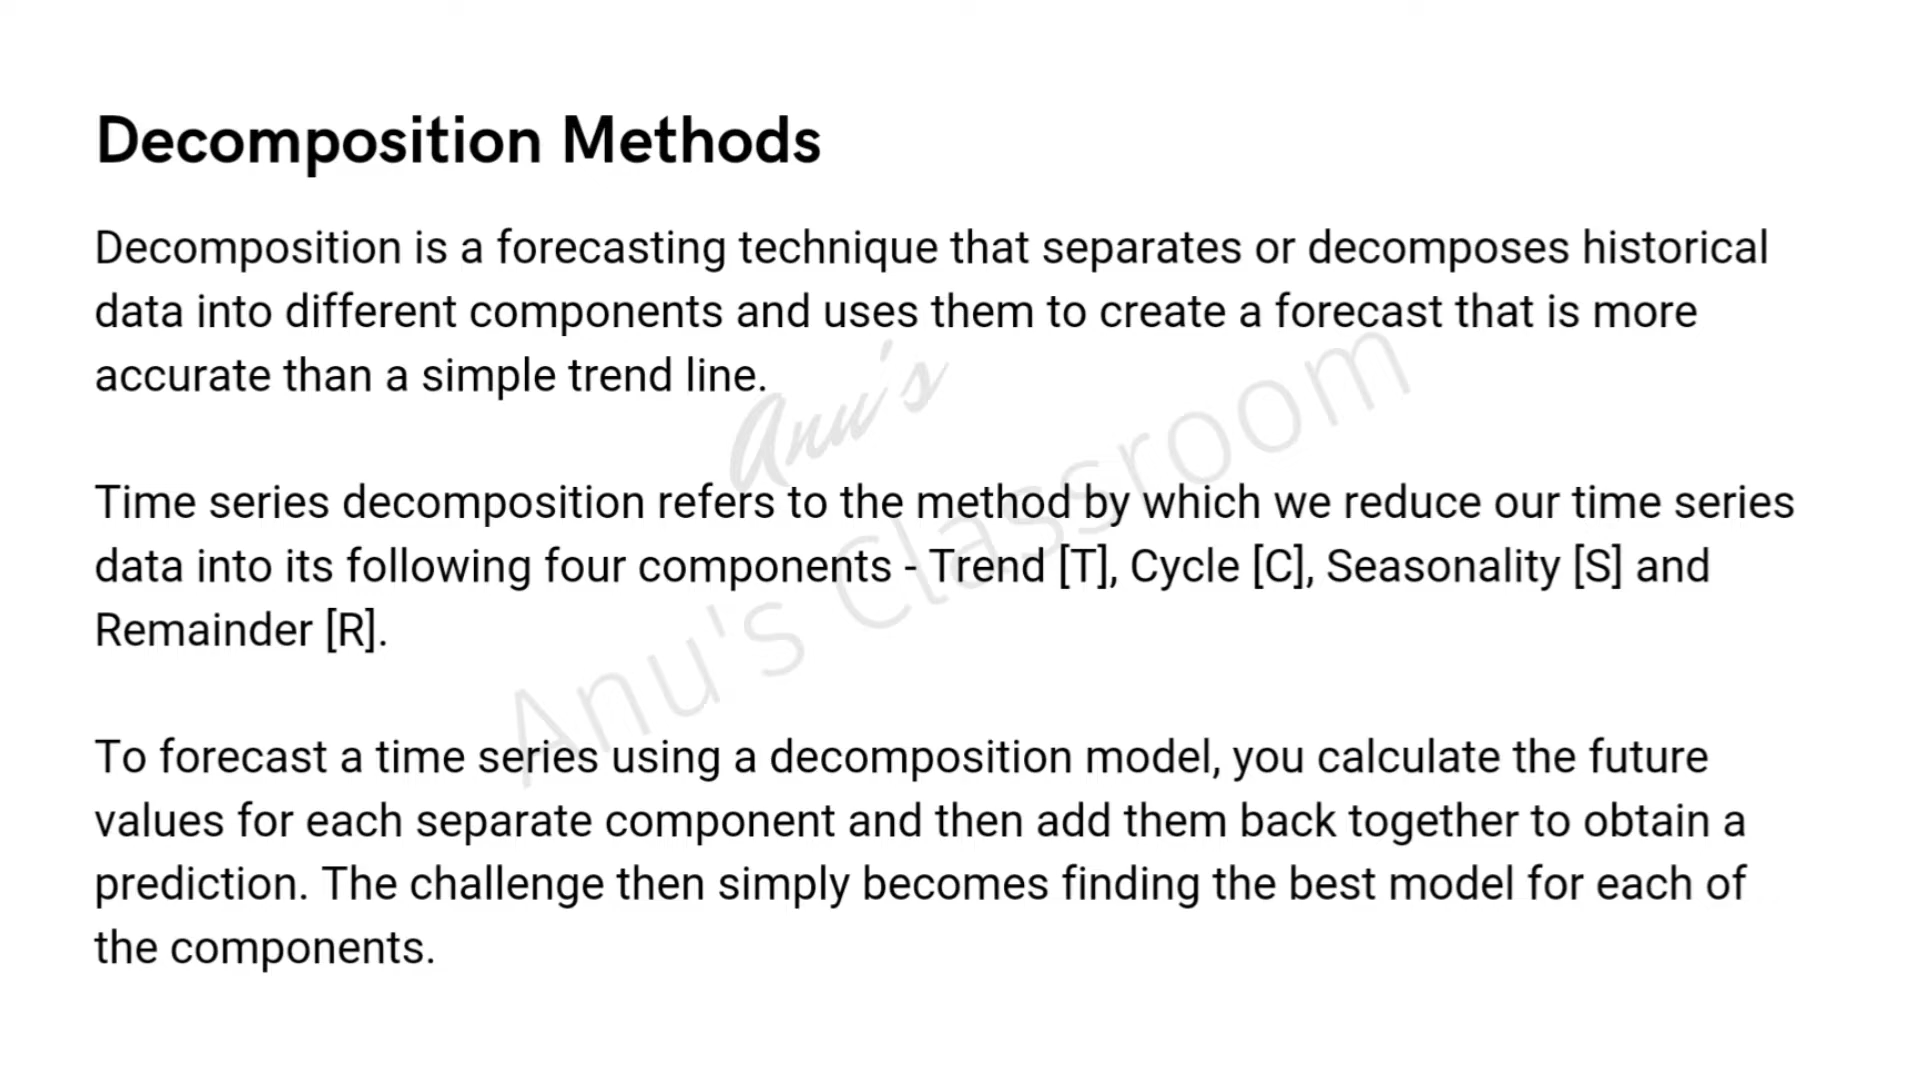 Decomposition Methods
Decomposition is a forecasting technique that separates or decomposes historical
data into different components and uses them to create a forecast that is more
accurate than a simple trend line.
Anu's
Time series decomposition refers to the method by which we reduce our time series
data into its following four components - Trend [T], Cycle [C], Seasonality [S] and
Remainder [R].
Anu's Classroom
To forecast a time series using a decomposition model, you calculate the future
values for each separate component and then add them back together to obtain a
prediction. The challenge then simply becomes finding the best model for each of
the components.